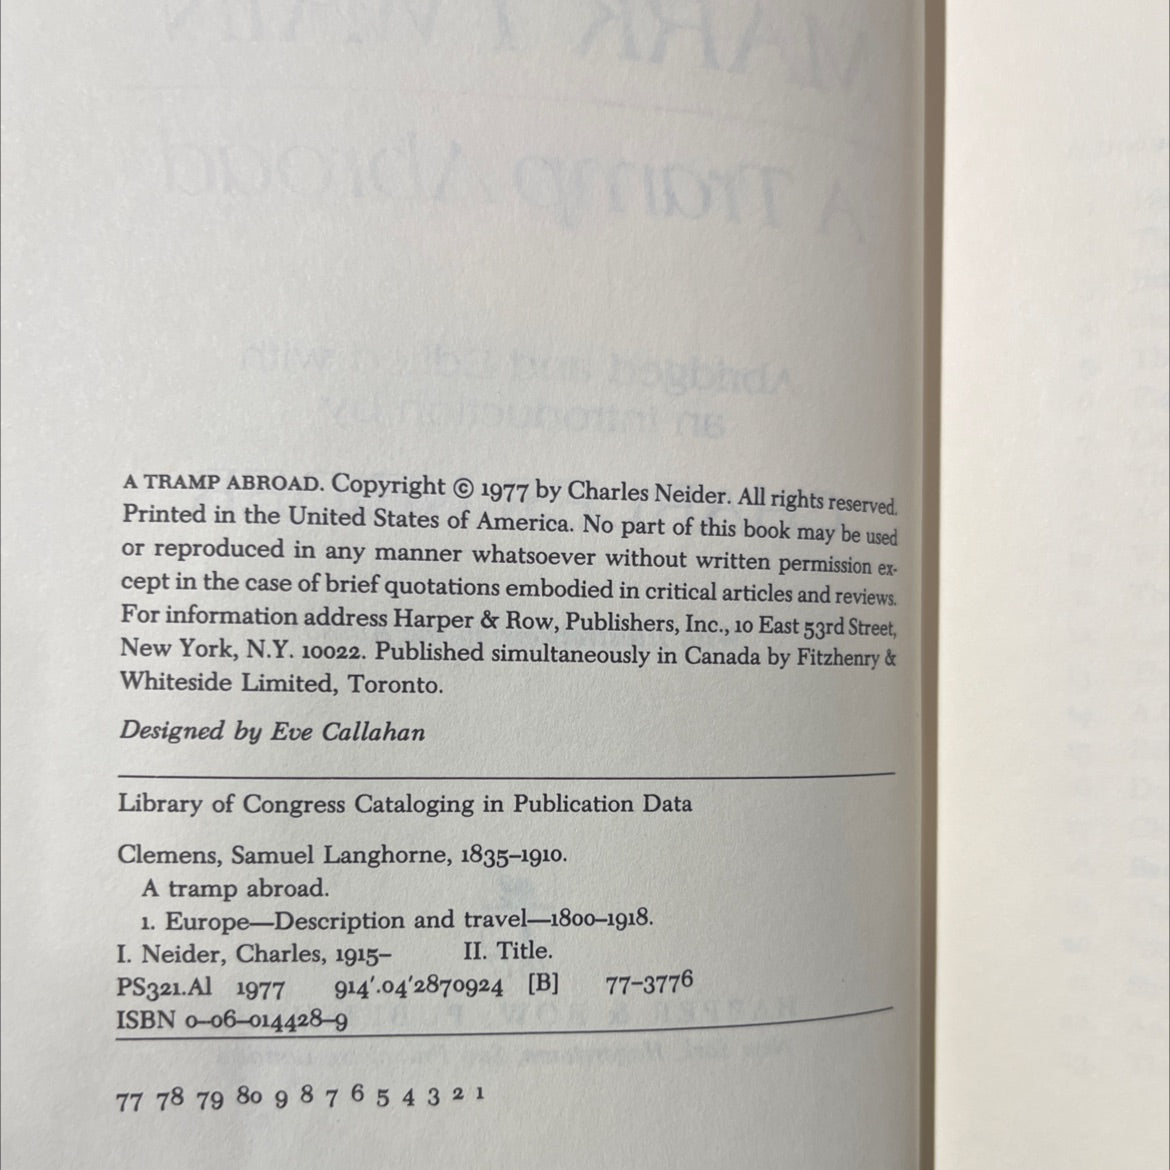 A TRAMP ABROAD. Copyright © 1977 by Charles Neider. All rights reserved.
Printed in the United States of America. No part of this book may be used
or reproduced in any manner whatsoever without written permission ex-
cept in the case of brief quotations embodied in critical articles and reviews.
For information address Harper & Row, Publishers, Inc., 10 East 53rd Street,
New York, N.Y. 10022. Published simultaneously in Canada by Fitzhenry &
Whiteside Limited, Toronto.
Designed by Eve Callahan
Library of Congress Cataloging in Publication Data
Clemens, Samuel Langhorne, 1835–1910.
A tramp abroad.
1. Europe—Description and travel—1800–1918.
I. Neider, Charles, 1915– II. Title.
PS321.Al 1977 914'.04'2870924 [B] 77–3776
ISBN 0–06–014428–9
77 78 79 80 9 8 7 6 5 4 3 2 1